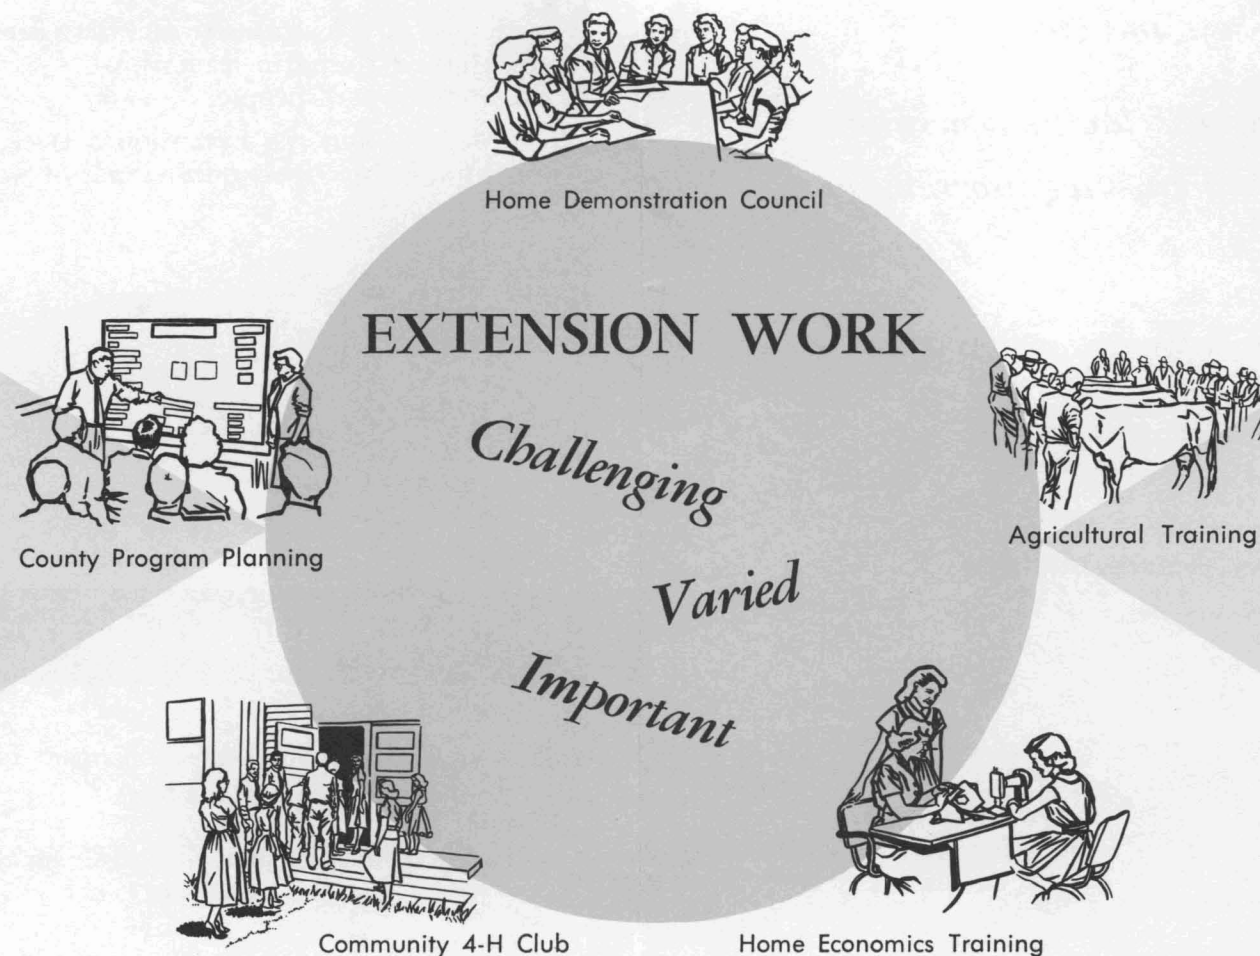 Home Demonstration Council
EXTENSION WORK
Challenging
County Program Planning
Agricultural Training
Varied
Important
Community 4-H Club
Home Economics Training